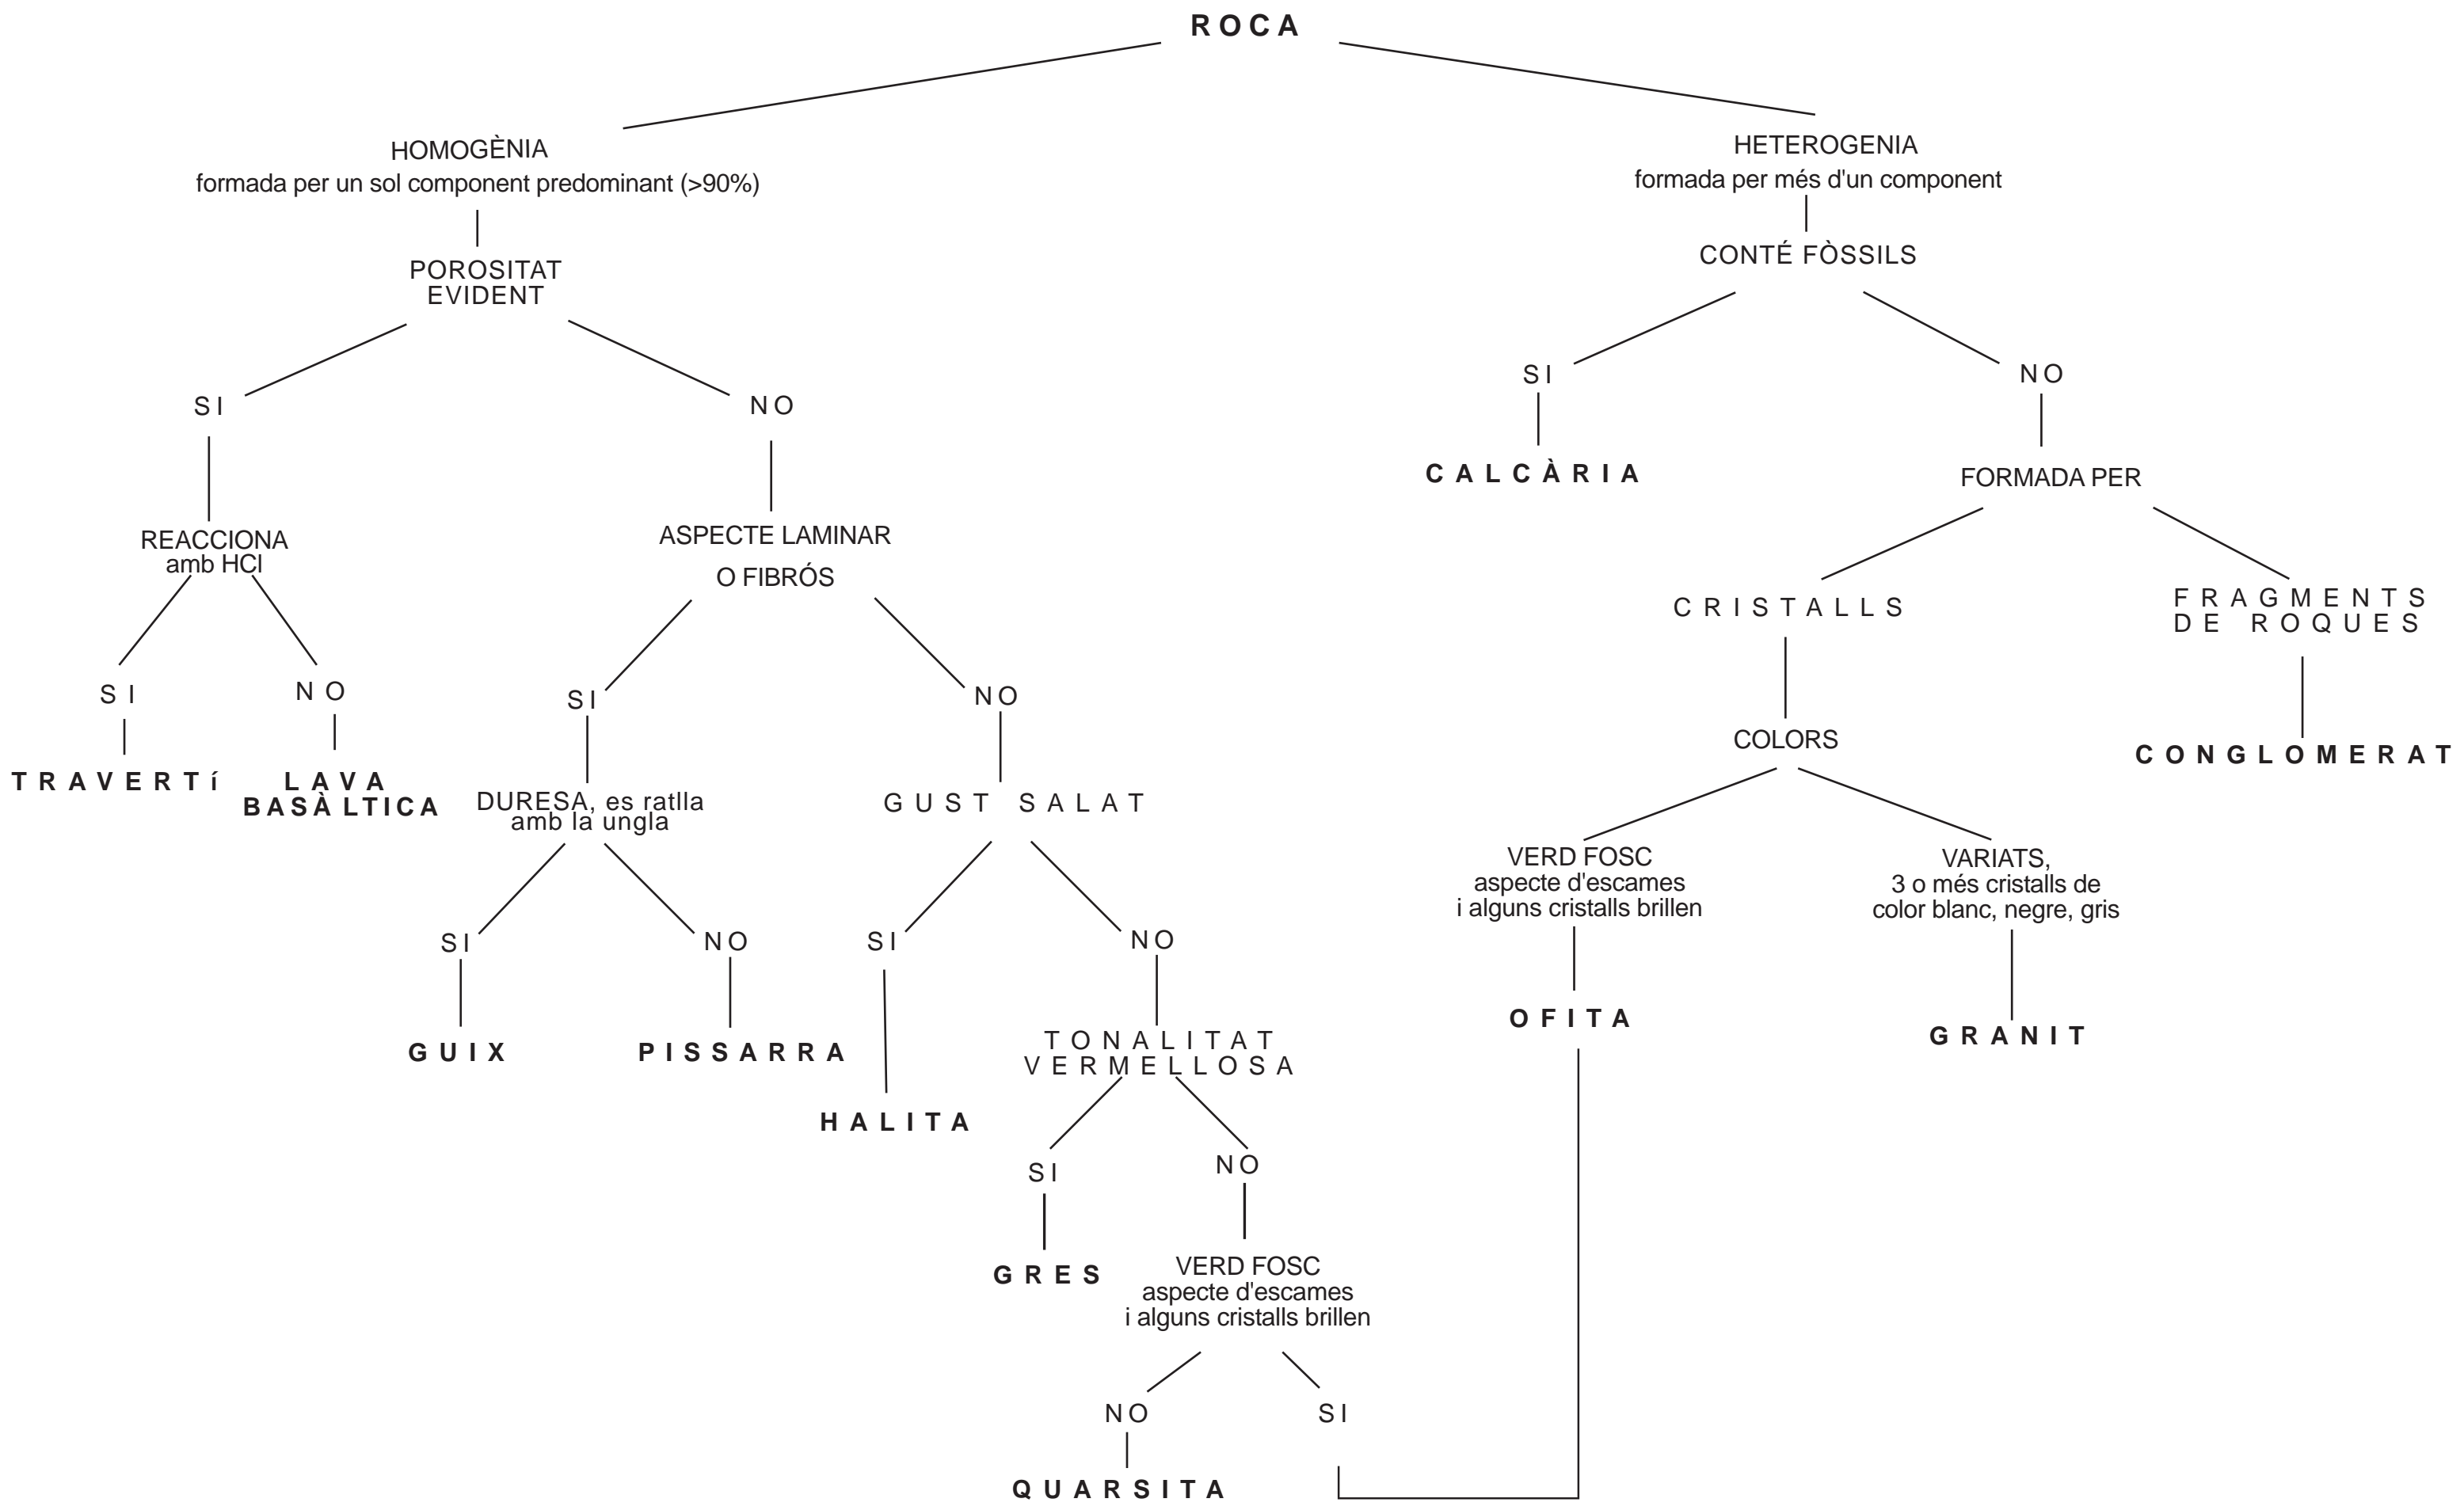 ROCA
HOMOGÈNIA
formada per un sol component predominant (>90%)
HETEROGENIA
formada per més d'un component
POROSITAT
EVIDENT
CONTÉ FÒSSILS
SI
NO
SI
NO
CALCÀRIA
FORMADA PER
REACCIONA
amb HCl
ASPECTE LAMINAR
O FIBRÓS
CRISTALLS
FRAGMENTS
DE ROQUES
SI
NO
SI
NO
COLORS
CONGLOMERAT
TRAVERTí
LAVA
BASÀLTICA
DURESA, es ratlla
amb la ungla
GUST SALAT
VERD FOSC
aspecte d'escames
i alguns cristalls brillen
VARIATS,
3 o més cristalls de
color blanc, negre, gris
SI
NO
SI
NO
GUIX
PISSARRA
OFITA
GRANIT
HALITA
TONALITAT
VERMELLOSA
SI
NO
GRES
VERD FOSC
aspecte d'escames
i alguns cristalls brillen
NO
SI
QUARSITA